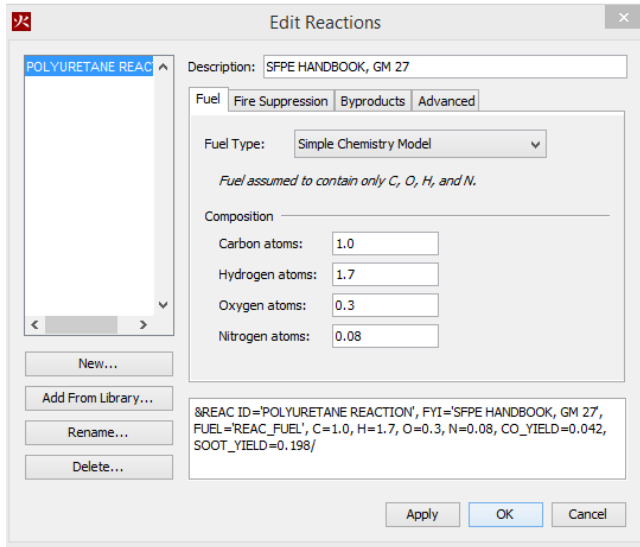 火
Edit Reactions
×
POLYURETANE REAC
Description: SFPE HANDBOOK, GM 27
Fuel Fire Suppression Byproducts Advanced
Fuel Type: Simple Chemistry Model
Fuel assumed to contain only C, O, H, and N.
Composition
Carbon atoms: 1.0
Hydrogen atoms: 1.7
Oxygen atoms: 0.3
Nitrogen atoms: 0.08
New...
Add From Library...
Rename...
Delete...
&REAC ID='POLYURETANE REACTION', FYI='SFPE HANDBOOK, GM 27',
FUEL='REAC_FUEL', C=1.0, H=1.7, O=0.3, N=0.08, CO_YIELD=0.042,
SOOT_YIELD=0.198/
Apply OK Cancel